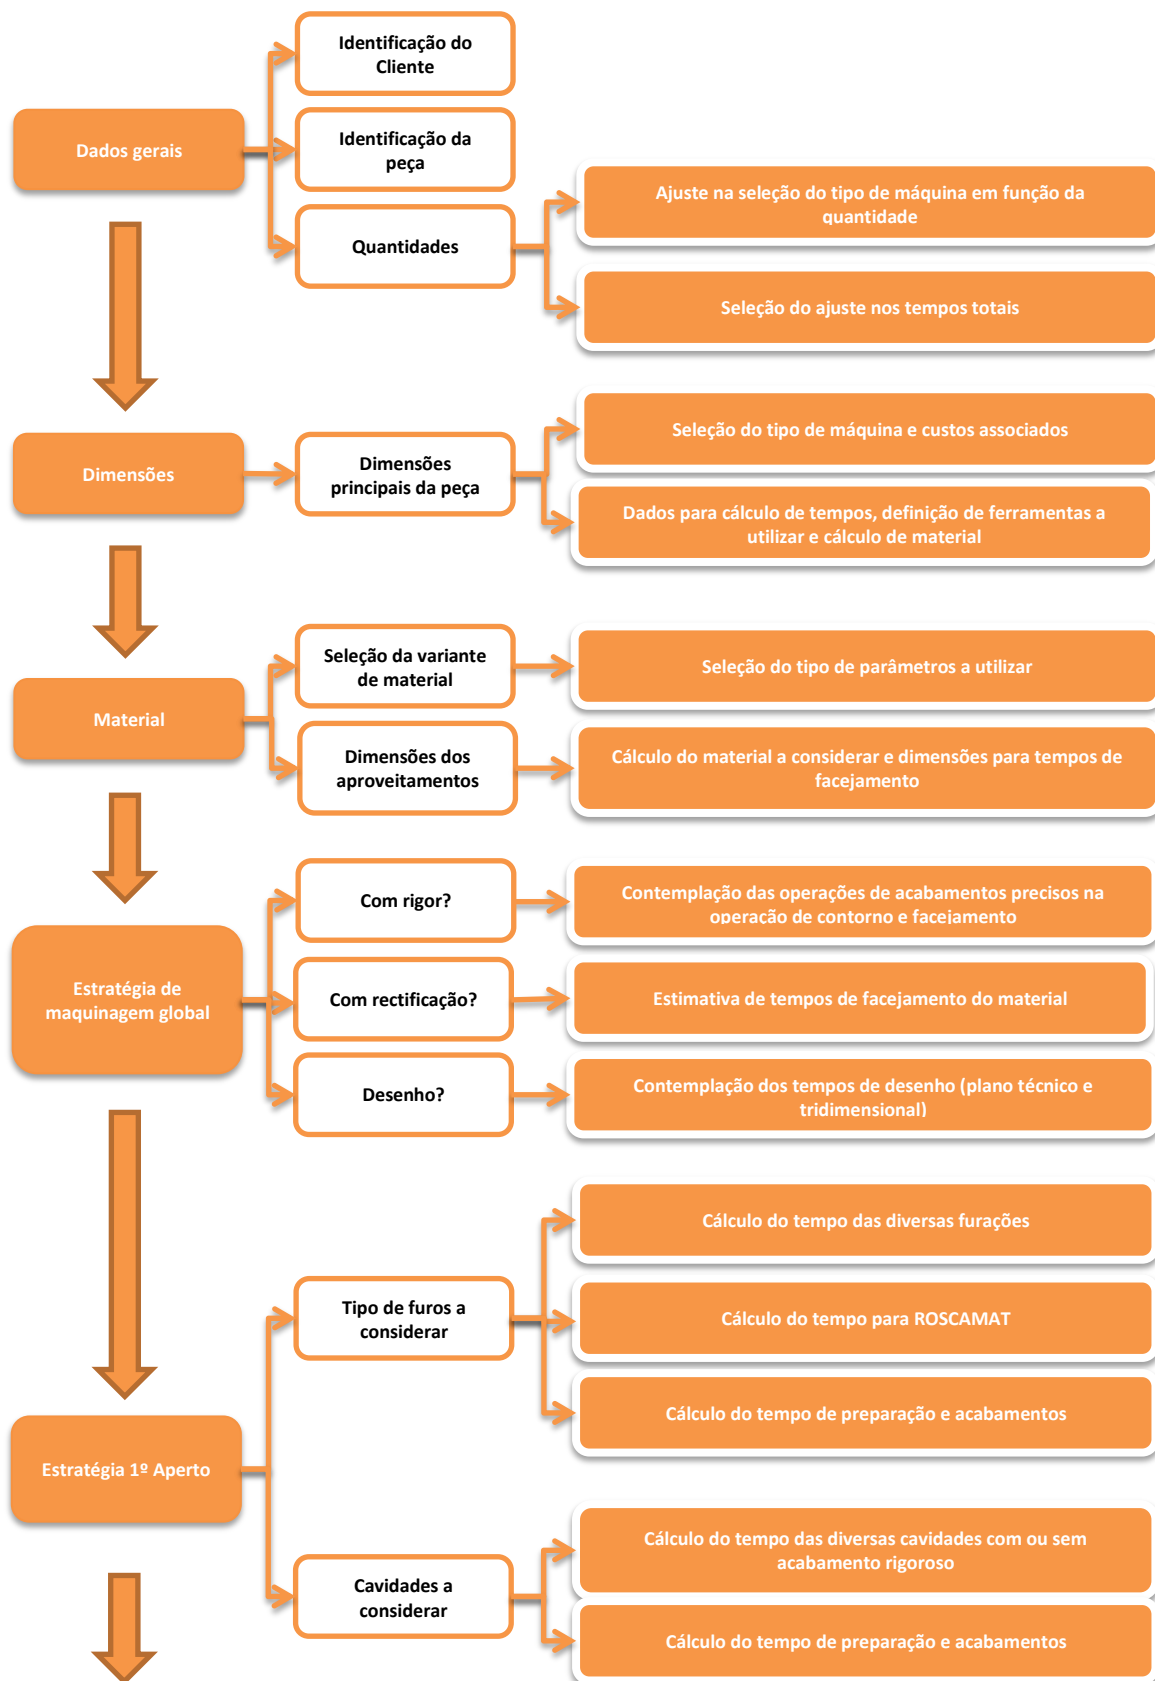 Identificação do
Cliente
Dados gerais
Identificação da
peça
Quantidades
Ajuste na seleção do tipo de máquina em função da
quantidade
Seleção do ajuste nos tempos totais
Dimensões
Dimensões
principais da peça
Seleção do tipo de máquina e custos associados
Dados para cálculo de tempos, definição de ferramentas a
utilizar e cálculo de material
Material
Seleção da variante
de material
Seleção do tipo de parâmetros a utilizar
Dimensões dos
aproveitamentos
Cálculo do material a considerar e dimensões para tempos de
facejamento
Estratégia de
maquinagem global
Com rigor?
Contemplação das operações de acabamentos precisos na
operação de contorno e facejamento
Com rectificação?
Estimativa de tempos de facejamento do material
Desenho?
Contemplação dos tempos de desenho (plano técnico e
tridimensional)
Estratégia 1º Aperto
Tipo de furos a
considerar
Cálculo do tempo das diversas furações
Cálculo do tempo para ROSCAMAT
Cálculo do tempo de preparação e acabamentos
Cavidades a
considerar
Cálculo do tempo das diversas cavidades com ou sem
acabamento rigoroso
Cálculo do tempo de preparação e acabamentos